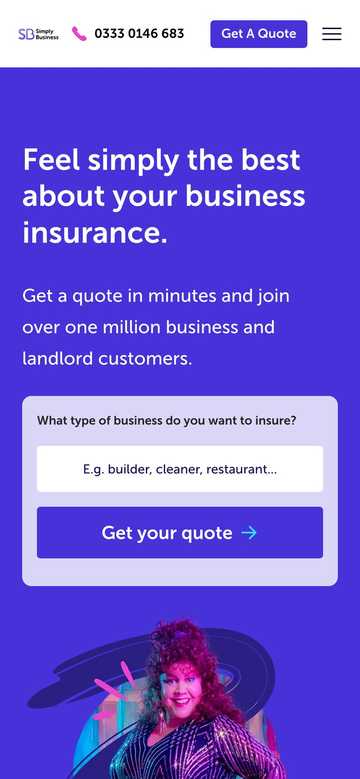 SB Simply Business
0333 0146 683
Get A Quote
Feel simply the best
about your business
insurance.
Get a quote in minutes and join
over one million business and
landlord customers.
What type of business do you want to insure?
E.g. builder, cleaner, restaurant...
Get your quote →